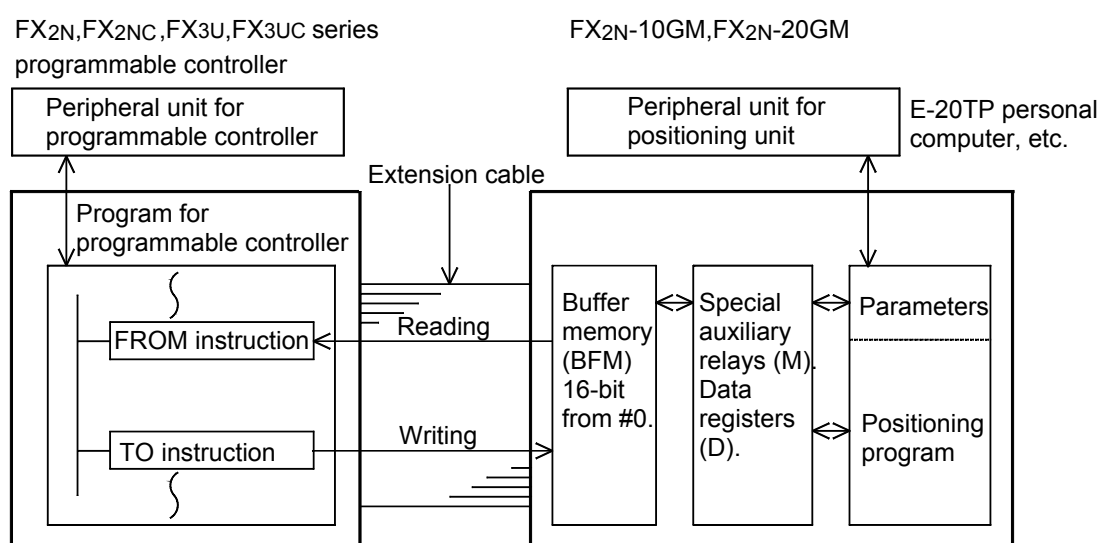 FX2N,FX2NC,FX3U,FX3UC series
programmable controller
FX2N-10GM,FX2N-20GM
Peripheral unit for
programmable controller
Peripheral unit for
positioning unit
E-20TP personal
computer, etc.
Extension cable
Program for
programmable controller
FROM instruction
Reading
TO instruction
Writing
Buffer
memory
(BFM)
16-bit
from #0.
Special
auxiliary
relays (M).
Data
registers
(D).
Parameters
Positioning
program